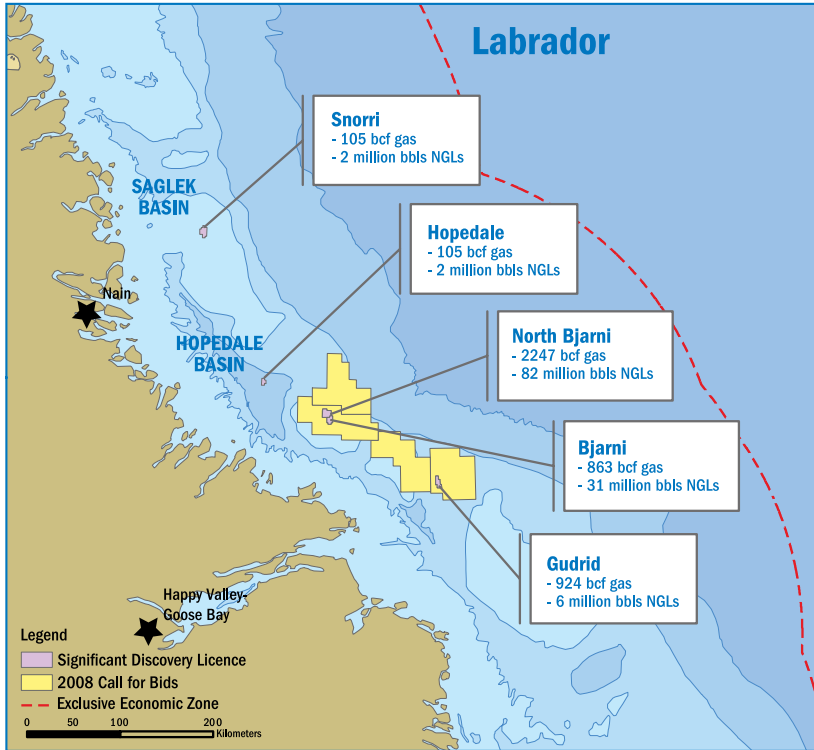 Labrador
Snorri
- 105 bcf gas
- 2 million bbls NGLs
SAGLEK
BASIN
Hopedale
- 105 bcf gas
- 2 million bbls NGLs
Nain
North Bjarni
- 2247 bcf gas
- 82 million bbls NGLs
HOPEDALE
BASIN
Bjarni
- 863 bcf gas
- 31 million bbls NGLs
Gudrid
- 924 bcf gas
- 6 million bbls NGLs
Happy Valley-
Goose Bay
Legend
Significant Discovery Licence
2008 Call for Bids
Exclusive Economic Zone
0 50 100 200
Kilometers